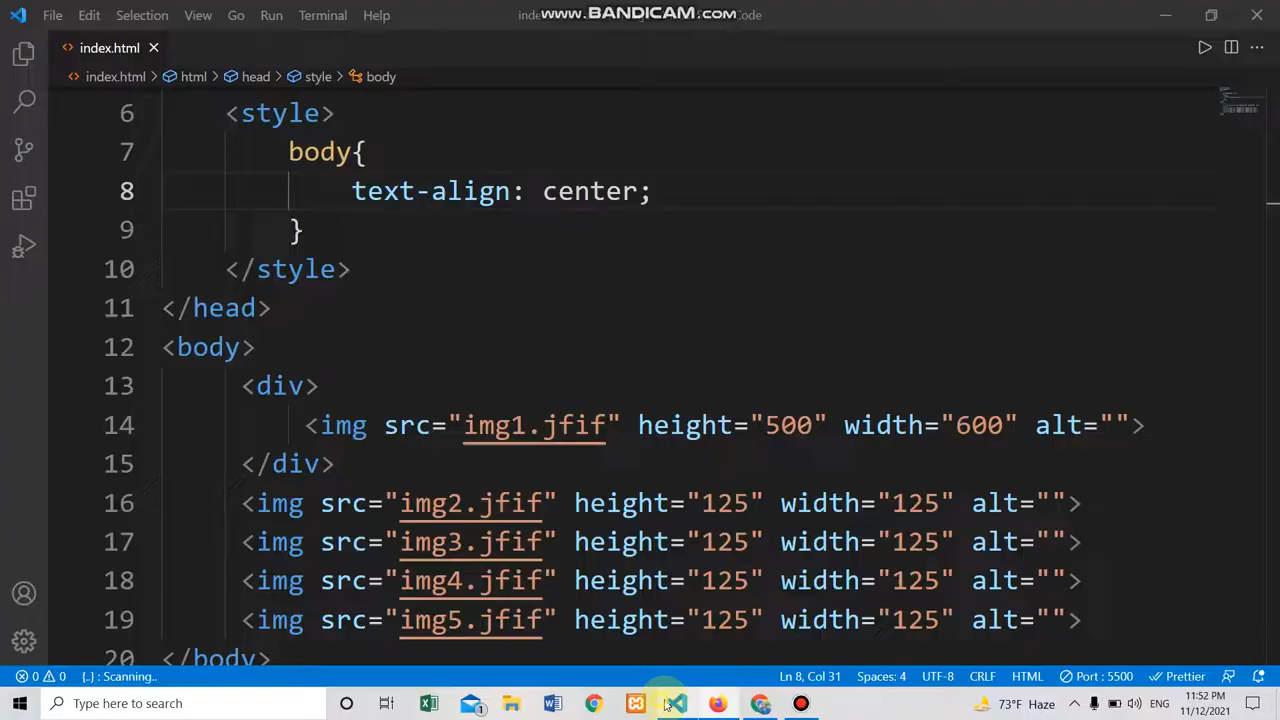 File Edit Selection View Go Run Terminal Help inde WWW.BANDICAM.COM Code
index.html
index.html > html > head > style > body
6 <style>
7 body{
8 text-align: center;
9 }
10 </style>
11 </head>
12 <body>
13 <div>
14 <img src="img1.jfif" height="500" width="600" alt="">
15 </div>
16 <img src="img2.jfif" height="125" width="125" alt="">
17 <img src="img3.jfif" height="125" width="125" alt="">
18 <img src="img4.jfif" height="125" width="125" alt="">
19 <img src="img5.jfif" height="125" width="125" alt="">
20 </body>
0 0 {..} : Scanning.. Ln 8, Col 31 Spaces: 4 UTF-8 CRLF HTML Port : 5500 Prettier
Type here to search 73°F Haze ENG 11:52 PM
11/12/2021